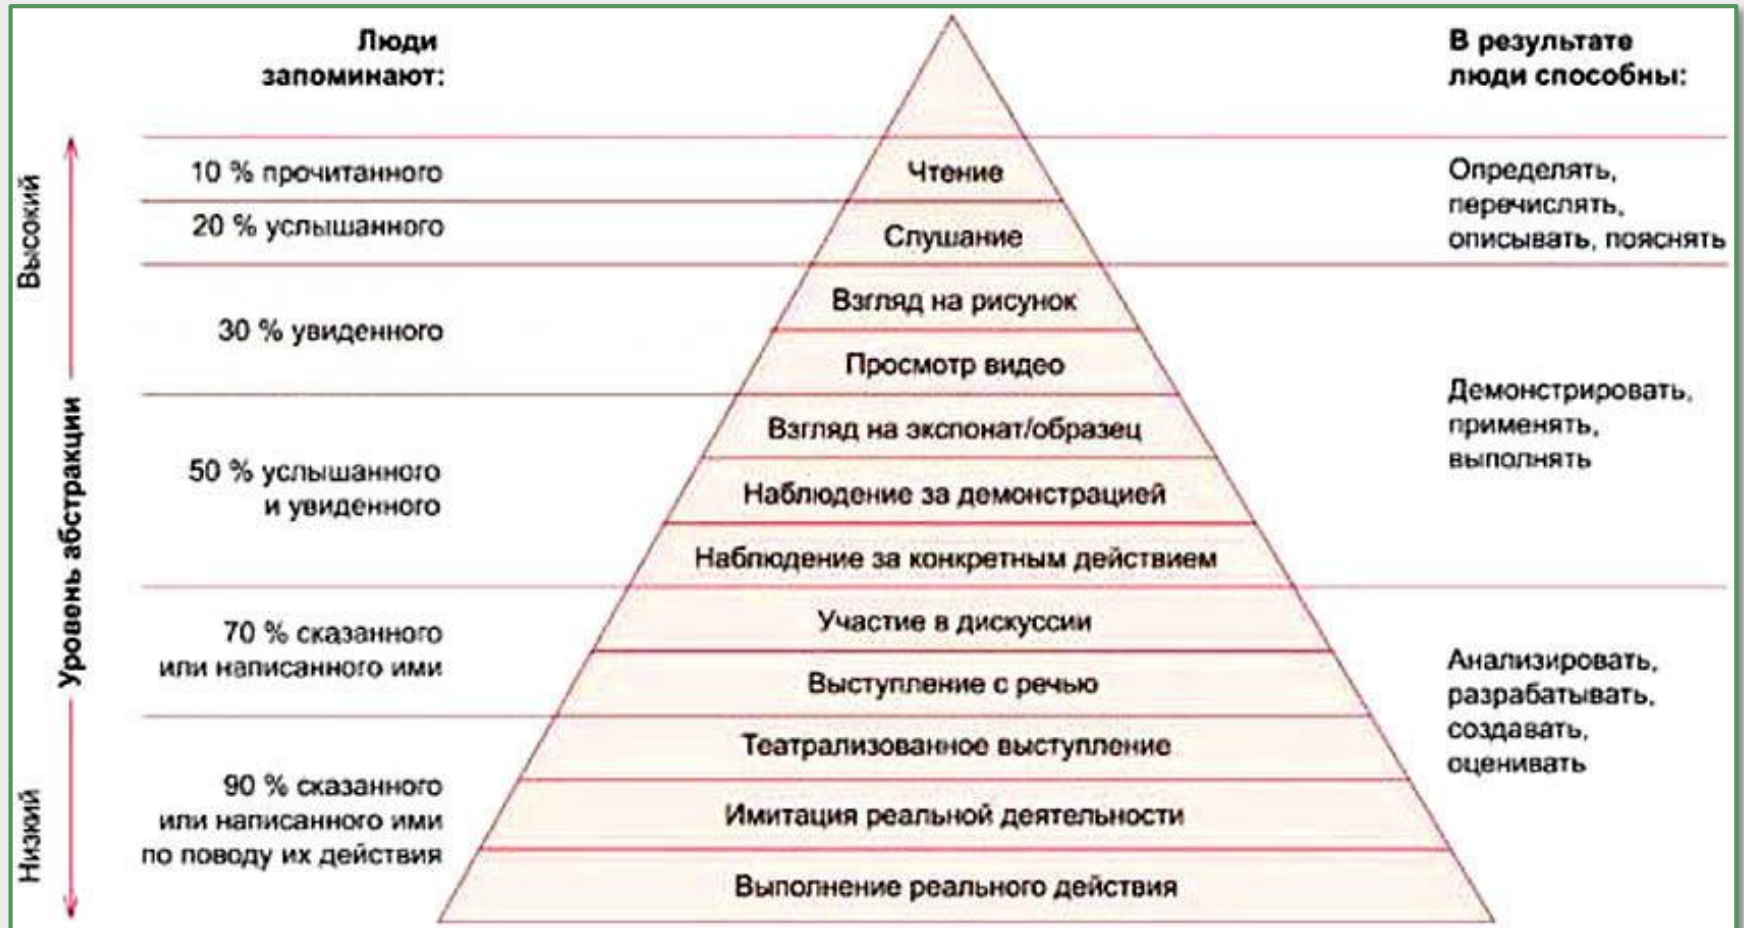 Люди
запоминают:
В результате
люди способны:
Высокий
Уровень абстракции
Низкий
10 % прочитанного
Чтение
Определять,
перечислять,
описывать, пояснять
20 % услышанного
Слушание
30 % увиденного
Взгляд на рисунок
Просмотр видео
Демонстрировать,
применять,
выполнять
50 % услышанного
и увиденного
Взгляд на экспонат/образец
Наблюдение за демонстрацией
Наблюдение за конкретным действием
70 % сказанного
или написанного ими
Участие в дискуссии
Выступление с речью
Анализировать,
разрабатывать,
создавать,
оценивать
90 % сказанного
или написанного ими
по поводу их действия
Театрализованное выступление
Имитация реальной деятельности
Выполнение реального действия